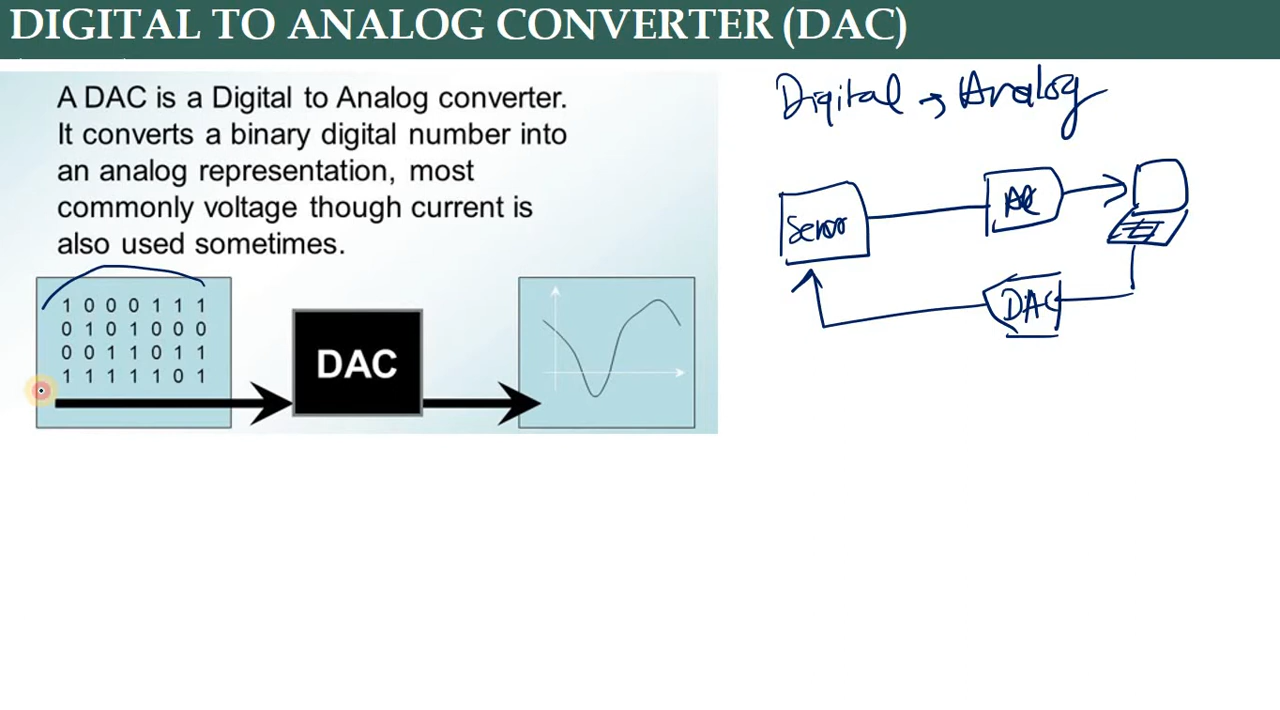 DIGITAL TO ANALOG CONVERTER (DAC)
A DAC is a Digital to Analog converter.
It converts a binary digital number into
an analog representation, most
commonly voltage though current is
also used sometimes.
1 0 0 0 1 1 1
0 1 0 1 0 0 0
0 0 1 1 0 1 1
1 1 1 1 1 0 1
DAC
Digital → Analog
Sensor
DAC